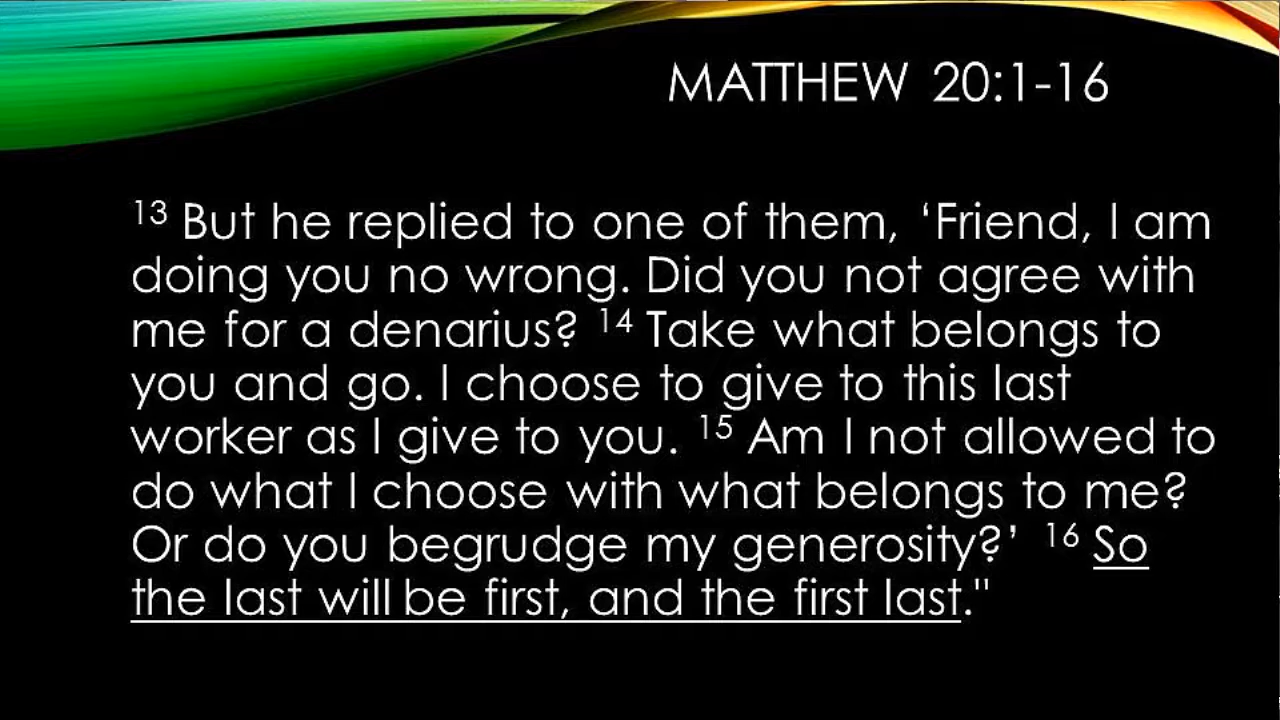 MATTHEW 20:1-16
13 But he replied to one of them, ‘Friend, I am
doing you no wrong. Did you not agree with
me for a denarius? 14 Take what belongs to
you and go. I choose to give to this last
worker as I give to you. 15 Am I not allowed to
do what I choose with what belongs to me?
Or do you begrudge my generosity?’ 16 So
the last will be first, and the first last."